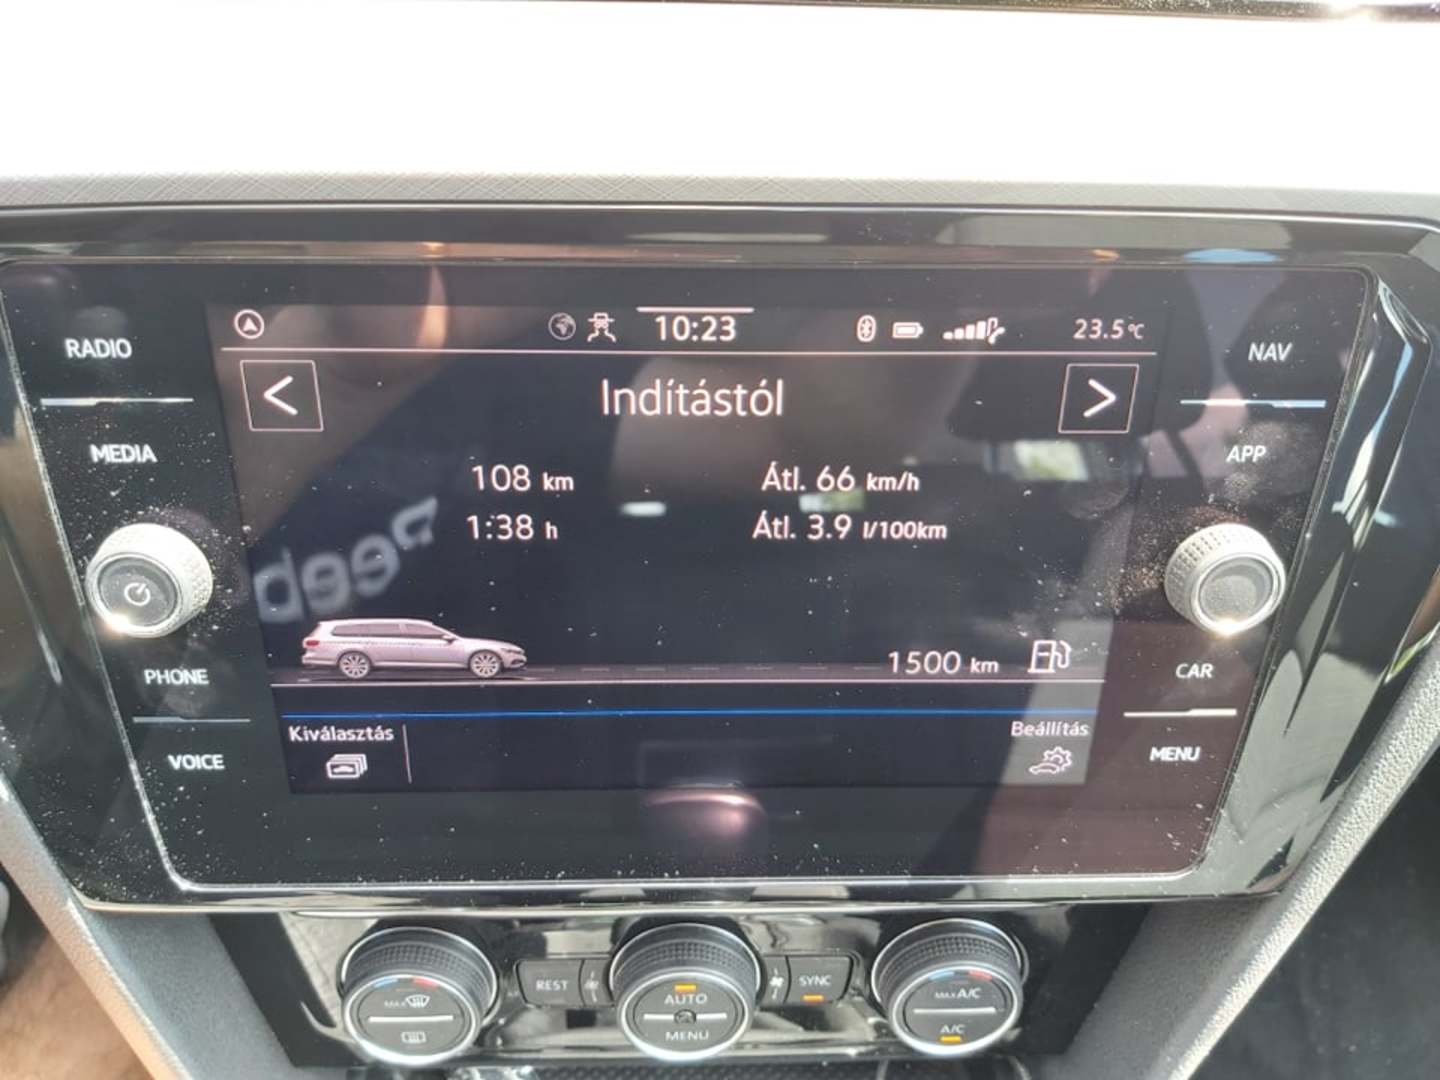 10:23
23.5°C
RADIO
NAV
<
Indítástól
>
MEDIA
APP
108 km
Átl. 66 km/h
1:38 h
Átl. 3.9 l/100km
1500 km
PHONE
CAR
Kiválasztás
Beállítás
VOICE
MENU
REST
SYNC
MAX
AUTO
MENU
MAX A/C
A/C